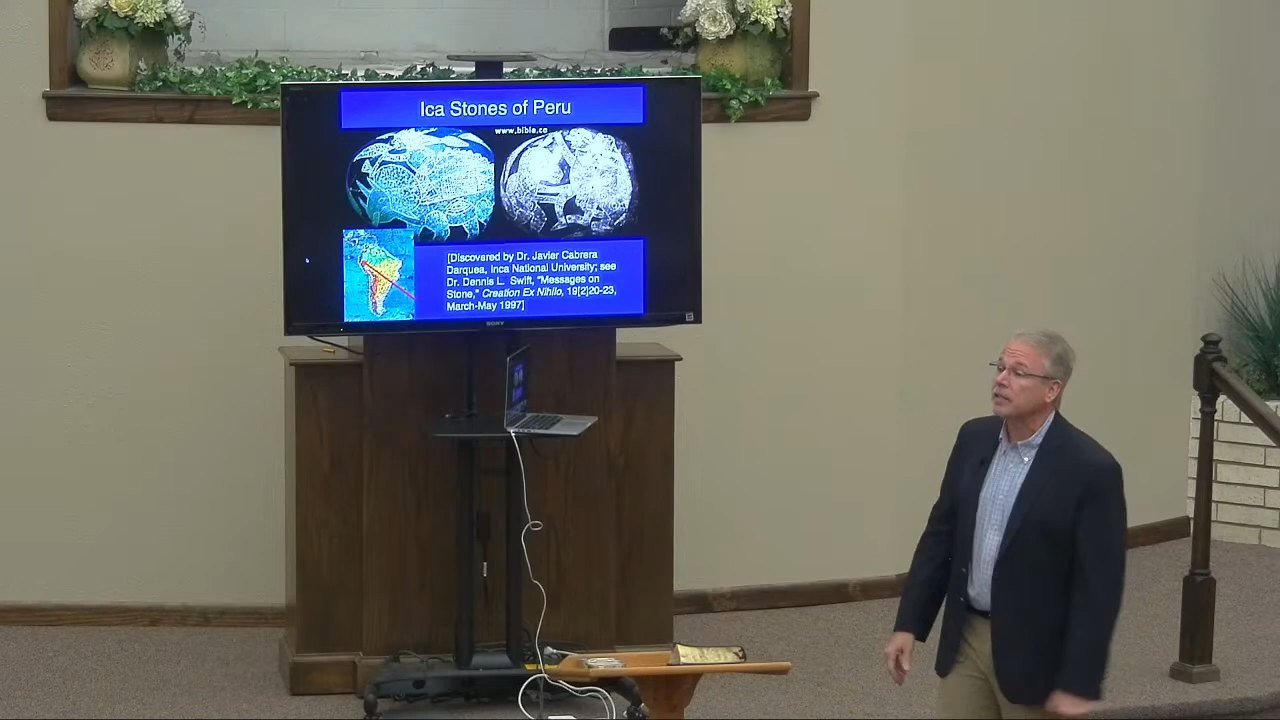 Ica Stones of Peru
www.bible.ca
[Discovered by Dr. Javier Cabrera
Darquea, Inca National University; see
Dr. Dennis L. Swift, "Messages on
Stone," Creation Ex Nihilo, 19[2]20-23,
March-May 1997]
SONY